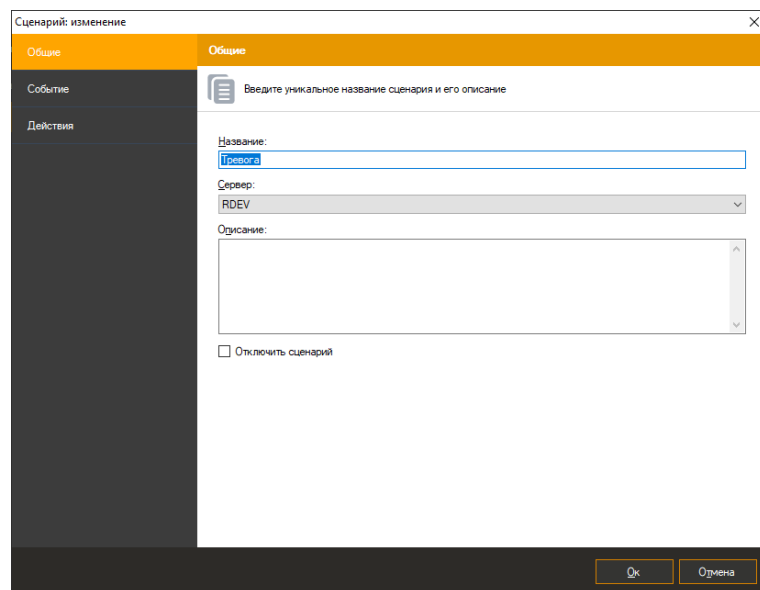 Сценарий: изменение
Общие
Событие
Действия
Общие
Введите уникальное название сценария и его описание
Название:
Тревога
Сервер:
RDEV
Описание:
Отключить сценарий
Ок
Отмена